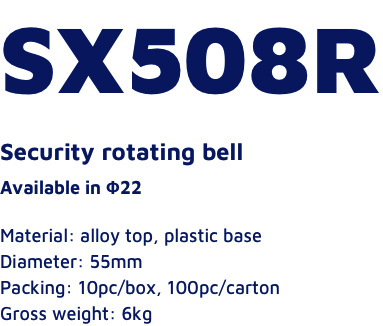 SX508R
Security rotating bell
Available in Φ22
Material: alloy top, plastic base
Diameter: 55mm
Packing: 10pc/box, 100pc/carton
Gross weight: 6kg